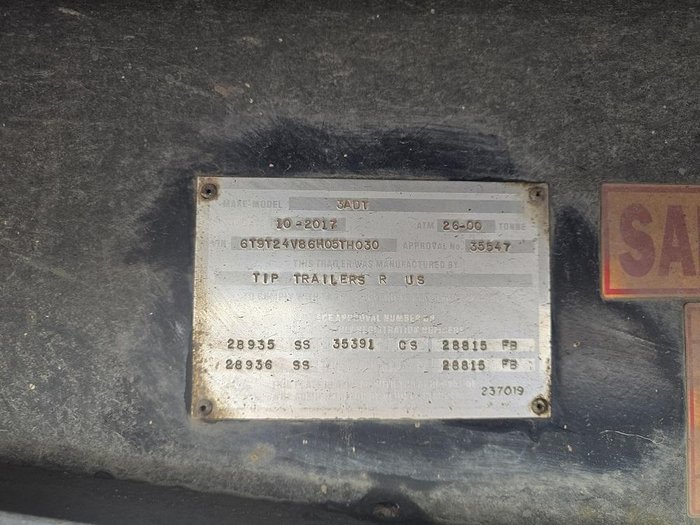 MAKE-MODEL 3ADT
10-2017 ATM 26-00 TONNE
VIN 6T9T24V86H05TH030 APPROVAL No. 35547
THIS TRAILER WAS MANUFACTURED BY
TIP TRAILERS R US
SEE APPROVAL NUMBER OR
28935 SS 35391 CS 28815 FB
28936 SS 28815 FB
237019
SA